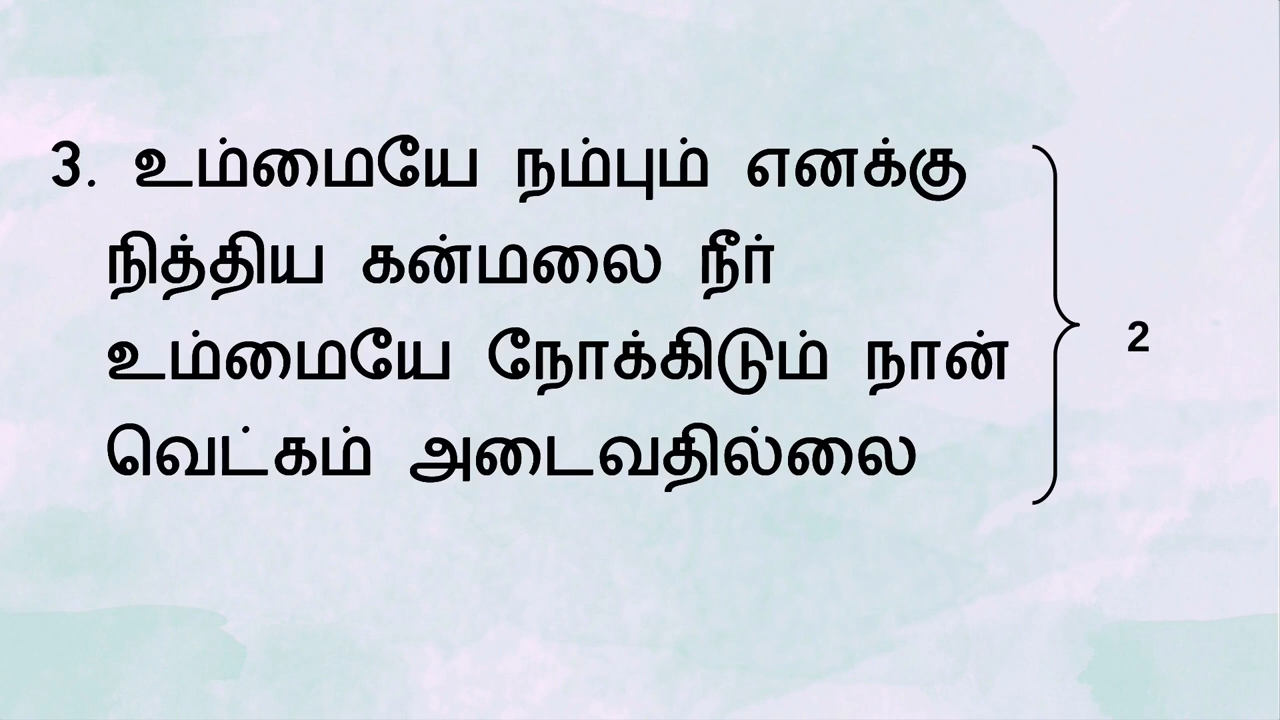 3. உம்மையே நம்பும் எனக்கு
நித்திய கன்மலை நீர்
உம்மையே நோக்கிடும் நான்
வெட்கம் அடைவதில்லை
2